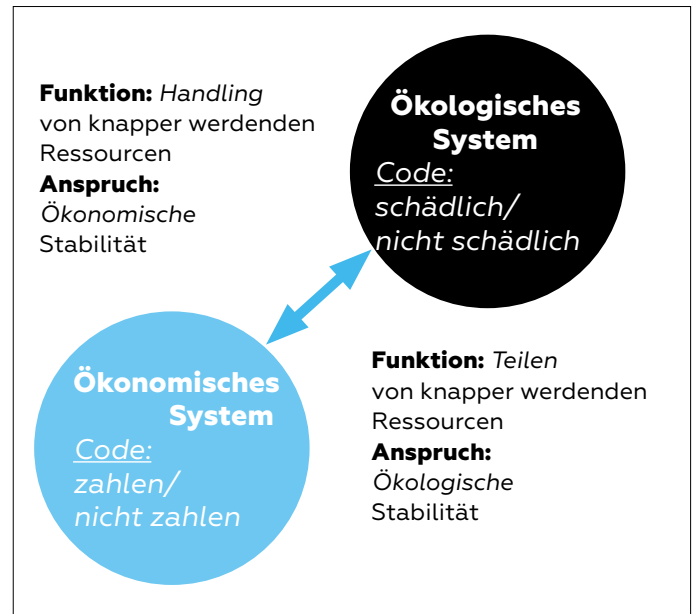 Funktion: Handling
von knapper werdenden
Ressourcen
Anspruch:
Ökonomische
Stabilität
Ökologisches
System
Code:
schädlich/
nicht schädlich
Ökonomisches
System
Code:
zahlen/
nicht zahlen
Funktion: Teilen
von knapper werdenden
Ressourcen
Anspruch:
Ökologische
Stabilität